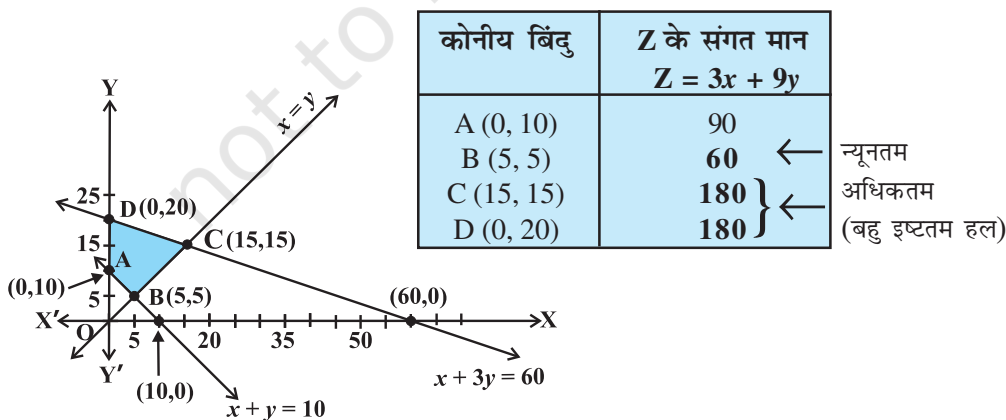 not to
Y
25
D (0,20)
15
A
(0,10)
5
X′
O
5
20
35
50
X
Y′
(10,0)
x + y = 10
B (5,5)
C (15,15)
x = y
(60,0)
x + 3y = 60
कोनीय बिंदु Z के संगत मान
Z = 3x + 9y
A (0, 10) 90
B (5, 5) 60 न्यूनतम
C (15, 15) 180 अधिकतम
D (0, 20) 180 (बहु इष्टतम हल)